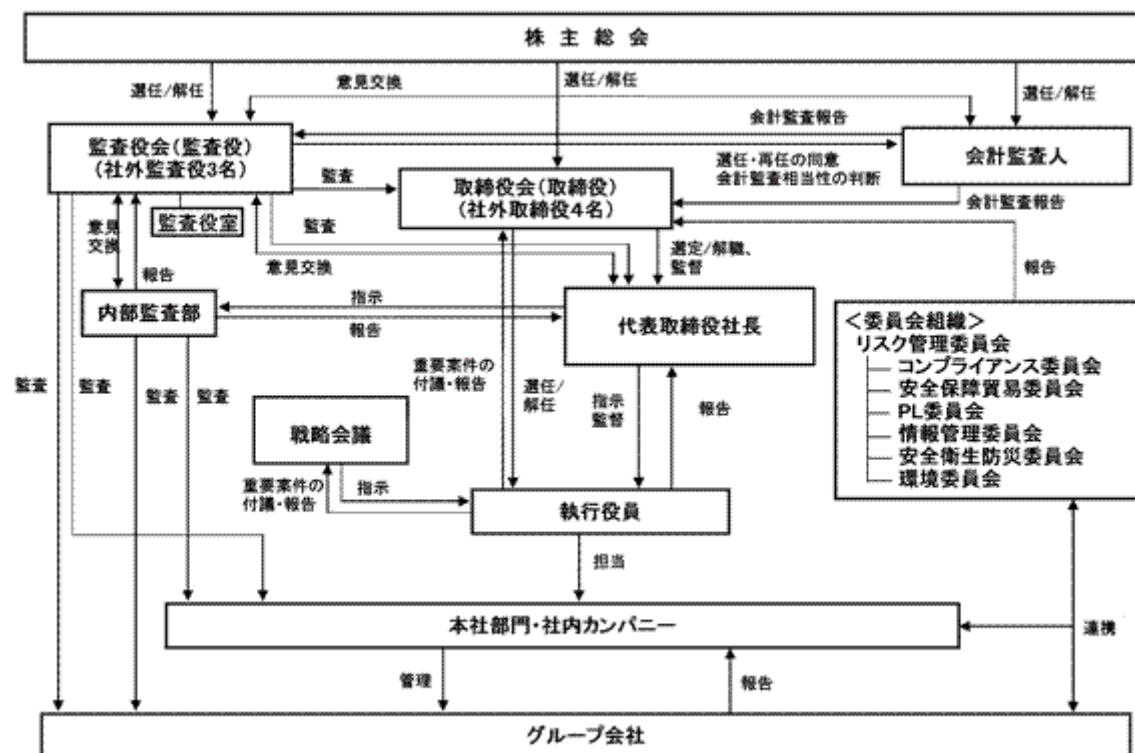 株主総会
選任/解任
意見交換
選任/解任
選任/解任
会計監査報告
監査役会(監査役)
(社外監査役3名)
会計監査人
選任・再任の同意
会計監査相当性の判断
監査
取締役会(取締役)
(社外取締役4名)
会計監査報告
監査役室
意見
交換
監査
選定/解職、
監督
意見交換
報告
報告
内部監査部
指示
報告
代表取締役社長
<委員会組織>
リスク管理委員会
コンプライアンス委員会
安全保障貿易委員会
PL委員会
情報管理委員会
安全衛生防災委員会
環境委員会
監査
監査
監査
監査
重要案件の
付議・報告
選任/
解任
指示
監督
報告
戦略会議
重要案件の
付議・報告
指示
執行役員
担当
本社部門・社内カンパニー
連携
管理
報告
グループ会社